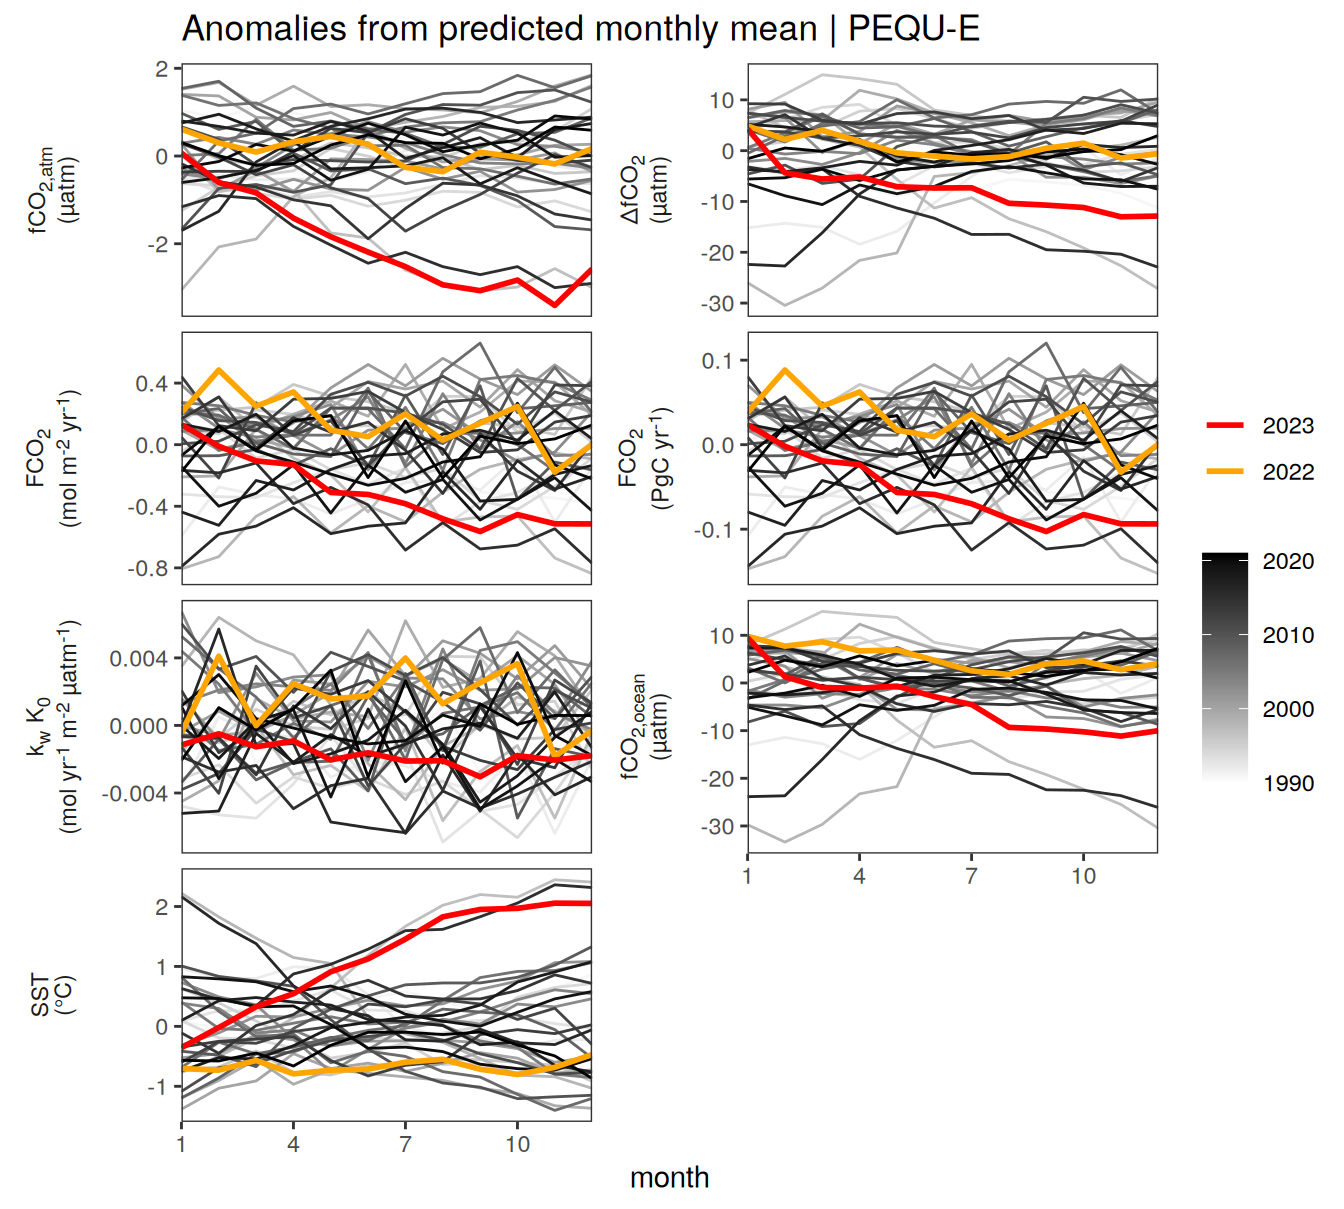 Anomalies from predicted monthly mean | PEQU-E
fCO2,atm
(µatm)
2
0
-2
ΔfCO2
(µatm)
10
0
-10
-20
-30
FCO2
(mol m-2 yr-1)
0.4
0.0
-0.4
-0.8
FCO2
(PgC yr-1)
0.1
0.0
-0.1
kw K0
(mol yr-1 m-2 µatm-1)
0.004
0.000
-0.004
fCO2,ocean
(µatm)
10
0
-10
-20
-30
1 4 7 10
SST
(°C)
2
1
0
-1
1 4 7 10
month
2023
2022
2020
2010
2000
1990